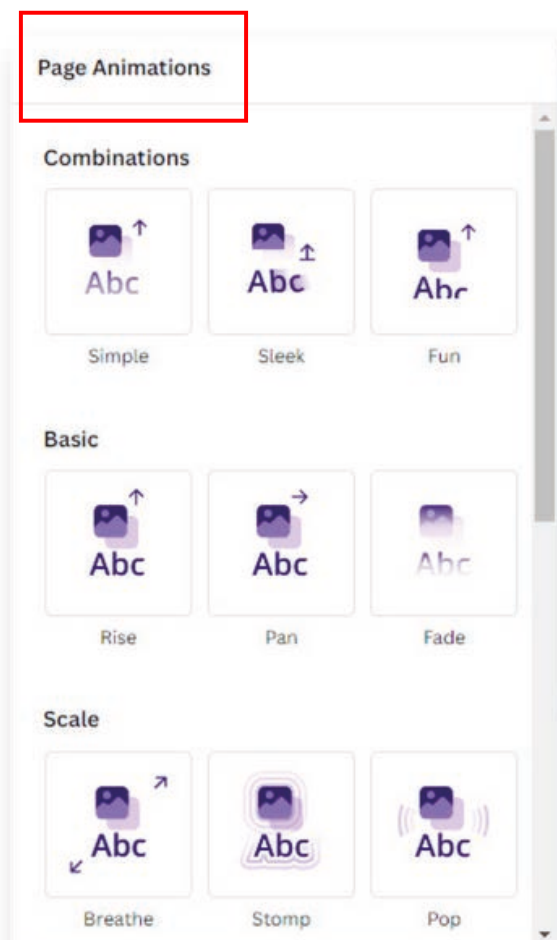 Page Animations
Combinations
Abc Abc Abc
Simple Sleek Fun
Basic
Abc Abc Abc
Rise Pan Fade
Scale
Abc Abc Abc
Breathe Stomp Pop